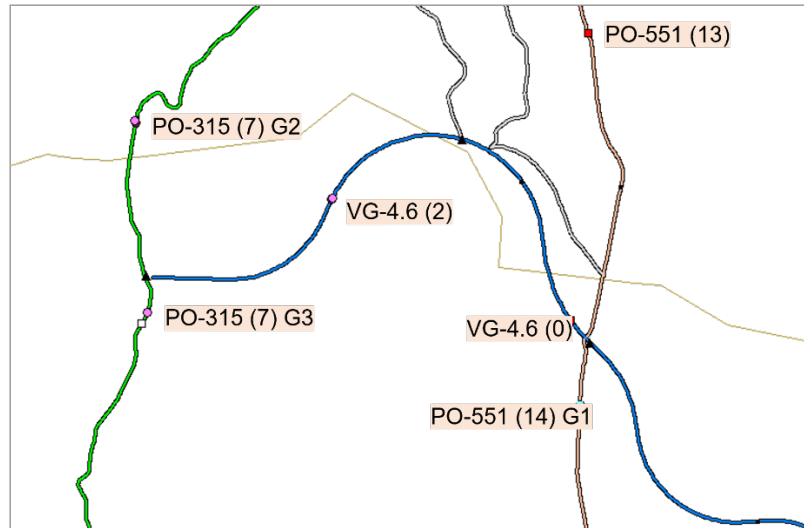 PO-551 (13)
PO-315 (7) G2
VG-4.6 (2)
PO-315 (7) G3
VG-4.6 (0)
PO-551 (14) G1